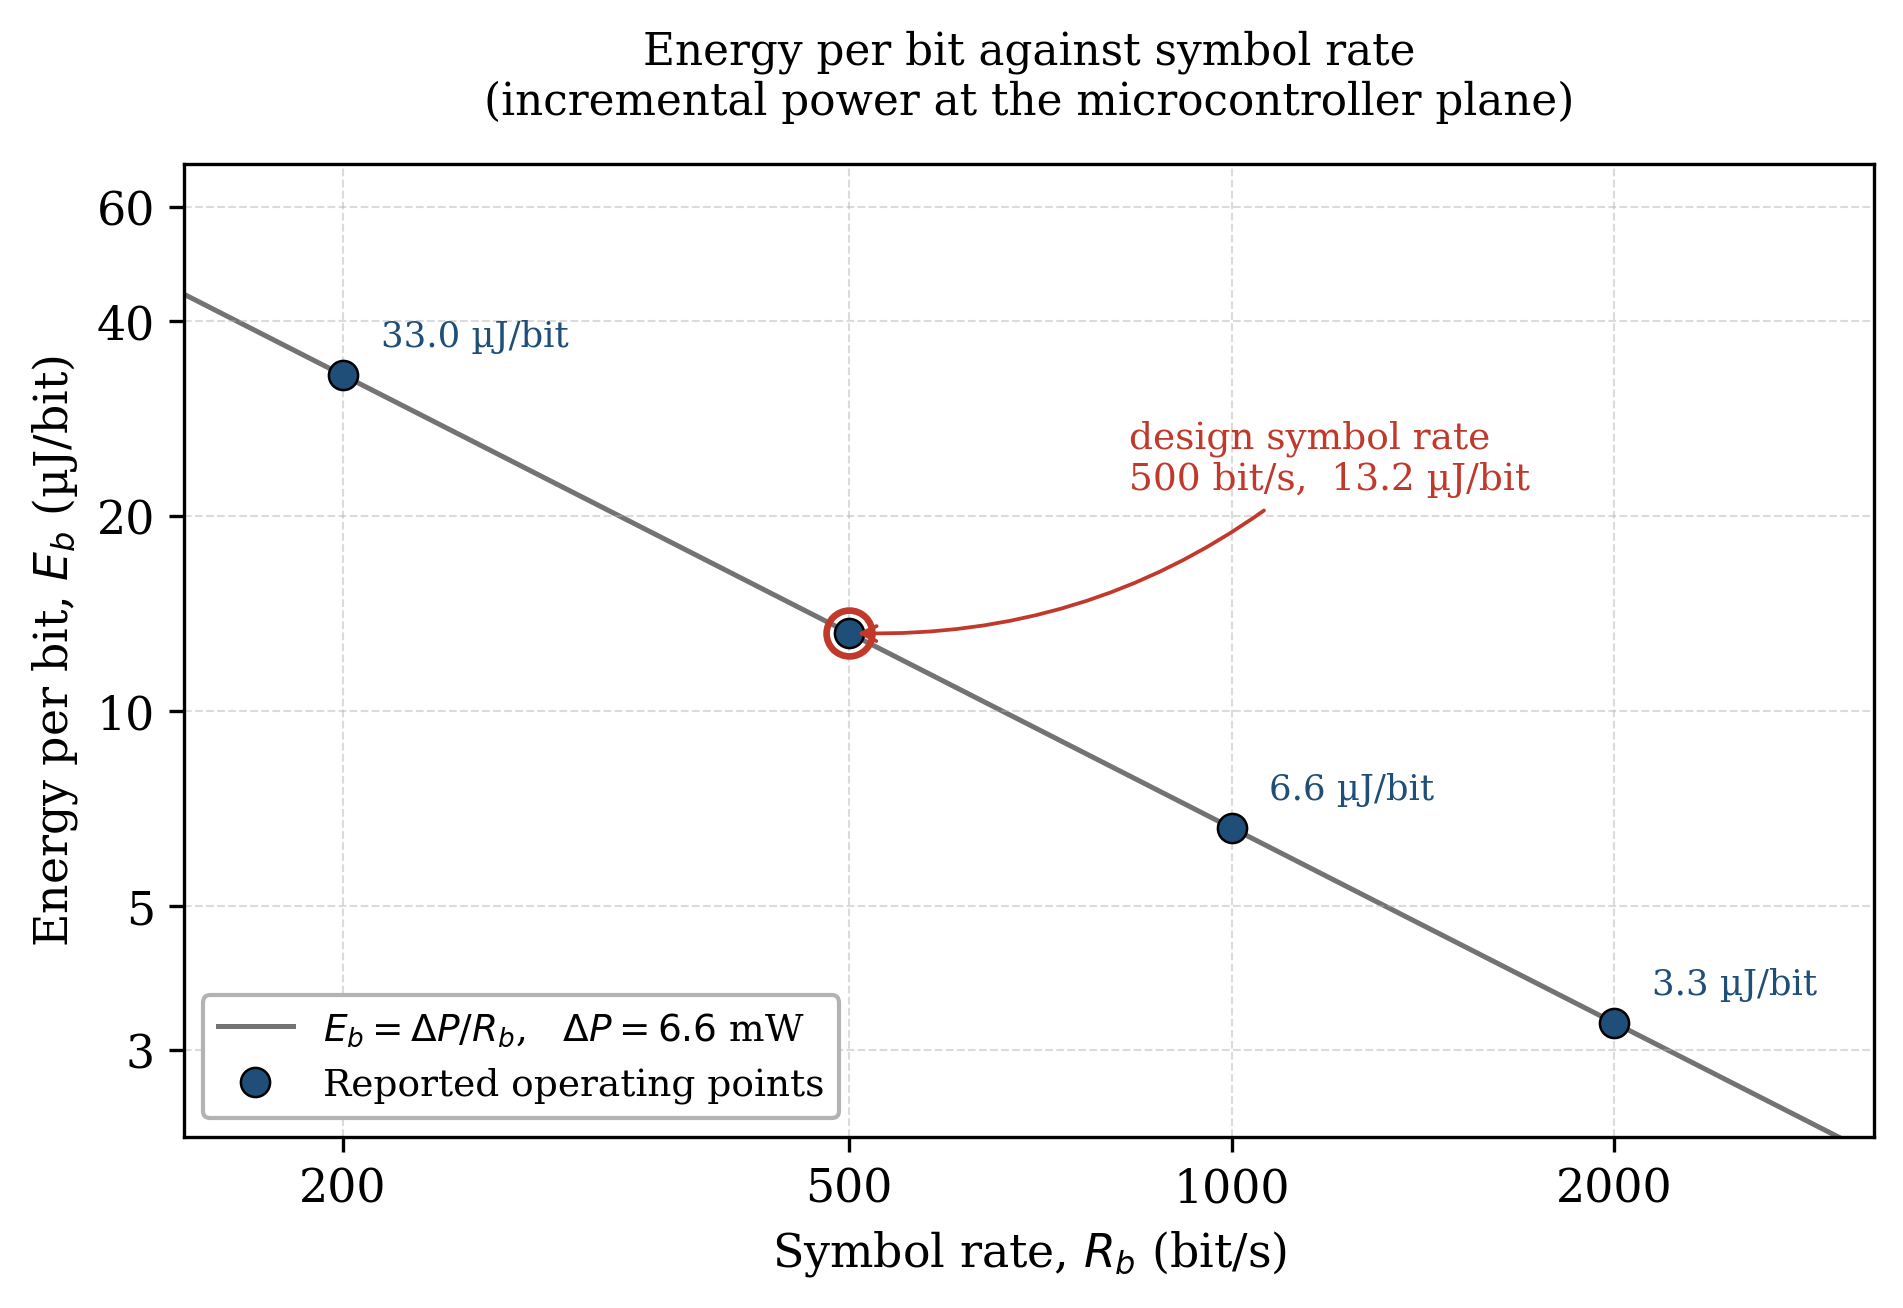 Energy per bit against symbol rate
(incremental power at the microcontroller plane)
Energy per bit, E_b (µJ/bit)
60
40
20
10
5
3
33.0 µJ/bit
design symbol rate
500 bit/s, 13.2 µJ/bit
6.6 µJ/bit
3.3 µJ/bit
E_b = ΔP/R_b, ΔP = 6.6 mW
Reported operating points
200
500
1000
2000
Symbol rate, R_b (bit/s)